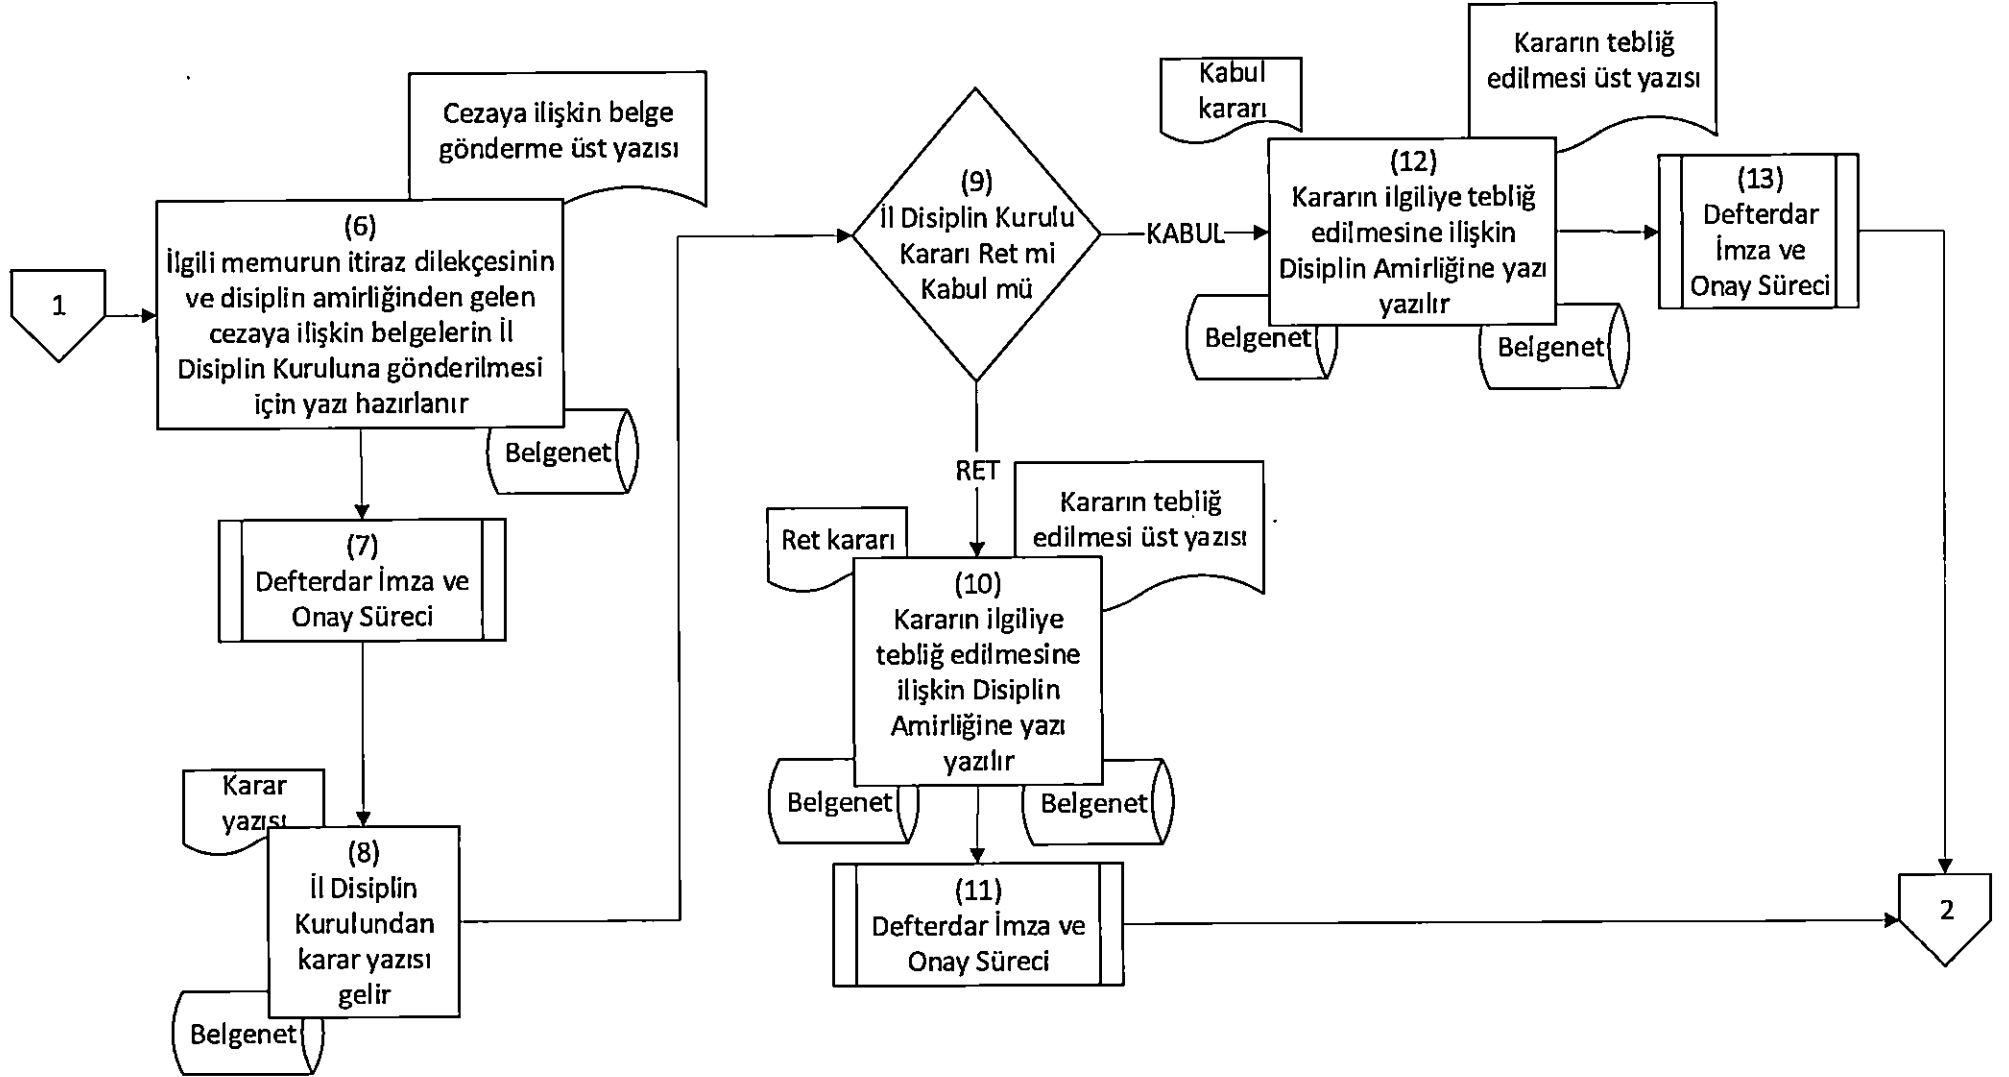 1
Cezaya ilişkin belge
gönderme üst yazısı
(6)
İlgili memurun itiraz dilekçesinin
ve disiplin amirliğinden gelen
cezaya ilişkin belgelerin İl
Disiplin Kuruluna gönderilmesi
için yazı hazırlanır
Belgenet
(7)
Defterdar İmza ve
Onay Süreci
Karar
yazısı
(8)
İl Disiplin
Kurulundan
karar yazısı
gelir
Belgenet
(9)
İl Disiplin Kurulu
Kararı Ret mi
Kabul mü
KABUL
RET
Ret kararı
Kararın tebliğ
edilmesi üst yazısı
(10)
Kararın ilgiliye
tebliğ edilmesine
ilişkin Disiplin
Amirliğine yazı
yazılır
Belgenet
Belgenet
(11)
Defterdar İmza ve
Onay Süreci
Kabul
kararı
Kararın tebliğ
edilmesi üst yazısı
(12)
Kararın ilgiliye tebliğ
edilmesine ilişkin
Disiplin Amirliğine yazı
yazılır
Belgenet
Belgenet
(13)
Defterdar
İmza ve
Onay Süreci
2